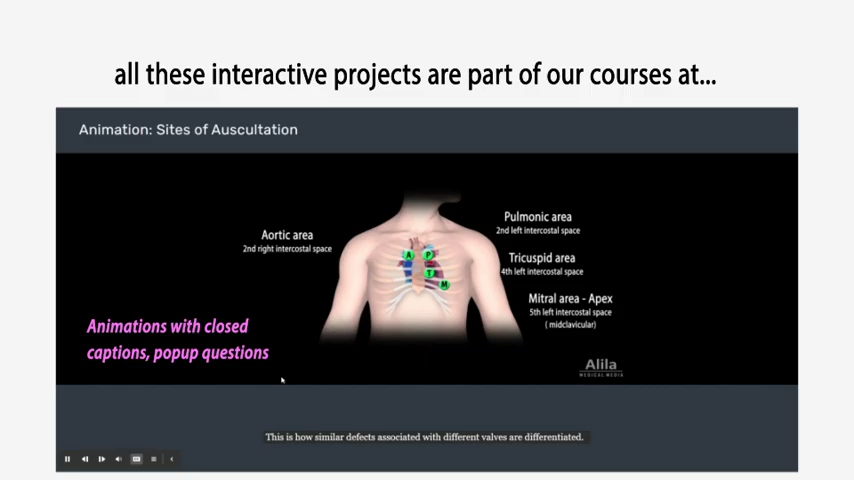 all these interactive projects are part of our courses at...
Animation: Sites of Auscultation
Aortic area
2nd right intercostal space
Pulmonic area
2nd left intercostal space
Tricuspid area
4th left intercostal space
Mitral area - Apex
5th left intercostal space
( midclavicular)
A
P
T
M
Animations with closed
captions, popup questions
Alila
MEDICAL MEDIA
This is how similar defects associated with different valves are differentiated.